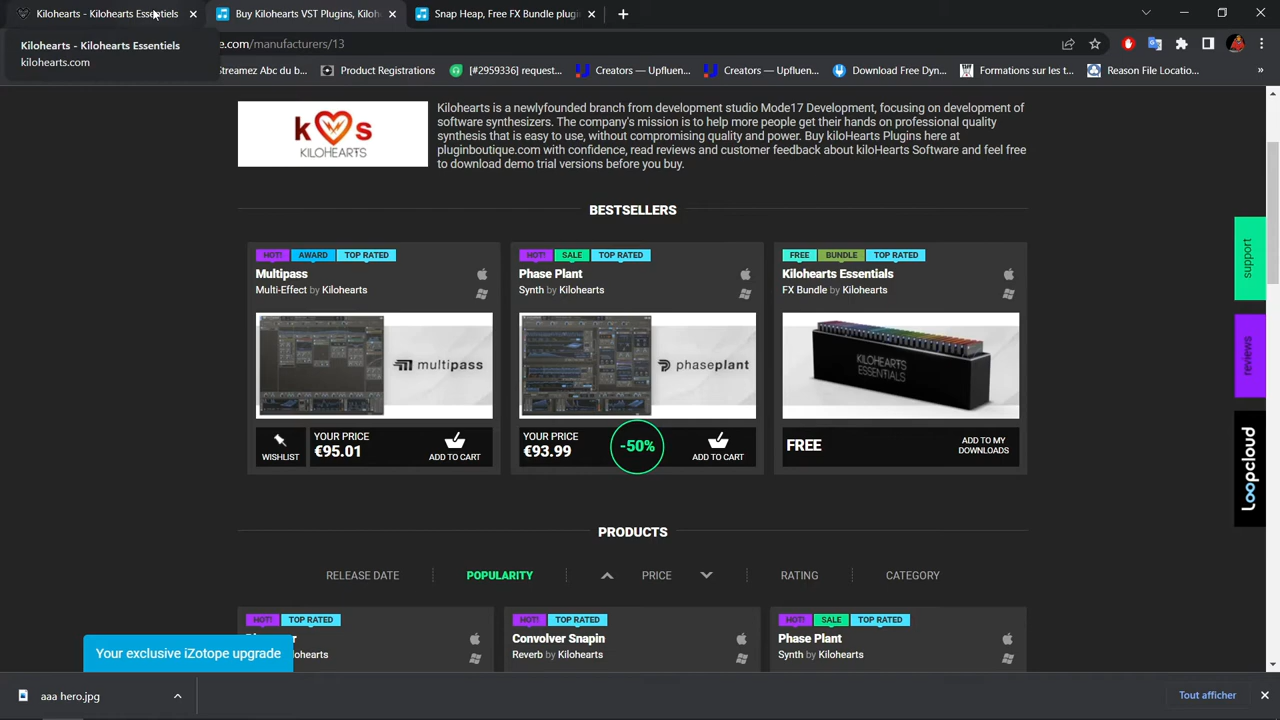 Kilohearts - Kilohearts Essentiels
Buy Kilohearts VST Plugins, Kiloh
Snap Heap, Free FX Bundle plugi
Kilohearts - Kilohearts Essentiels
kilohearts.com
e.com/manufacturers/13
Streamez Abc du b...
Product Registrations
[#2959336] request...
Creators — Upfluen...
Creators — Upfluen...
Download Free Dyn...
Formations sur les t...
Reason File Locatio...
»
Kilohearts is a newlyfounded branch from development studio Mode17 Development, focusing on development of
software synthesizers. The company's mission is to help more people get their hands on professional quality
synthesis that is easy to use, without compromising quality and power. Buy kiloHearts Plugins here at
pluginboutique.com with confidence, read reviews and customer feedback about kiloHearts Software and feel free
to download demo trial versions before you buy.
k s
KILOHEARTS
BESTSELLERS
HOT! AWARD TOP RATED
Multipass
Multi-Effect by Kilohearts
multipass
WISHLIST
YOUR PRICE
€95.01
ADD TO CART
HOT! SALE TOP RATED
Phase Plant
Synth by Kilohearts
phaseplant
YOUR PRICE
€93.99
-50%
ADD TO CART
FREE BUNDLE TOP RATED
Kilohearts Essentials
FX Bundle by Kilohearts
KILOHEARTS
ESSENTIALS
FREE
ADD TO MY
DOWNLOADS
support
reviews
loopcloud
PRODUCTS
RELEASE DATE
POPULARITY
PRICE
RATING
CATEGORY
HOT! TOP RATED
ohearts
HOT! TOP RATED
Convolver Snapin
Reverb by Kilohearts
HOT! SALE TOP RATED
Phase Plant
Synth by Kilohearts
Your exclusive iZotope upgrade
aaa hero.jpg
Tout afficher